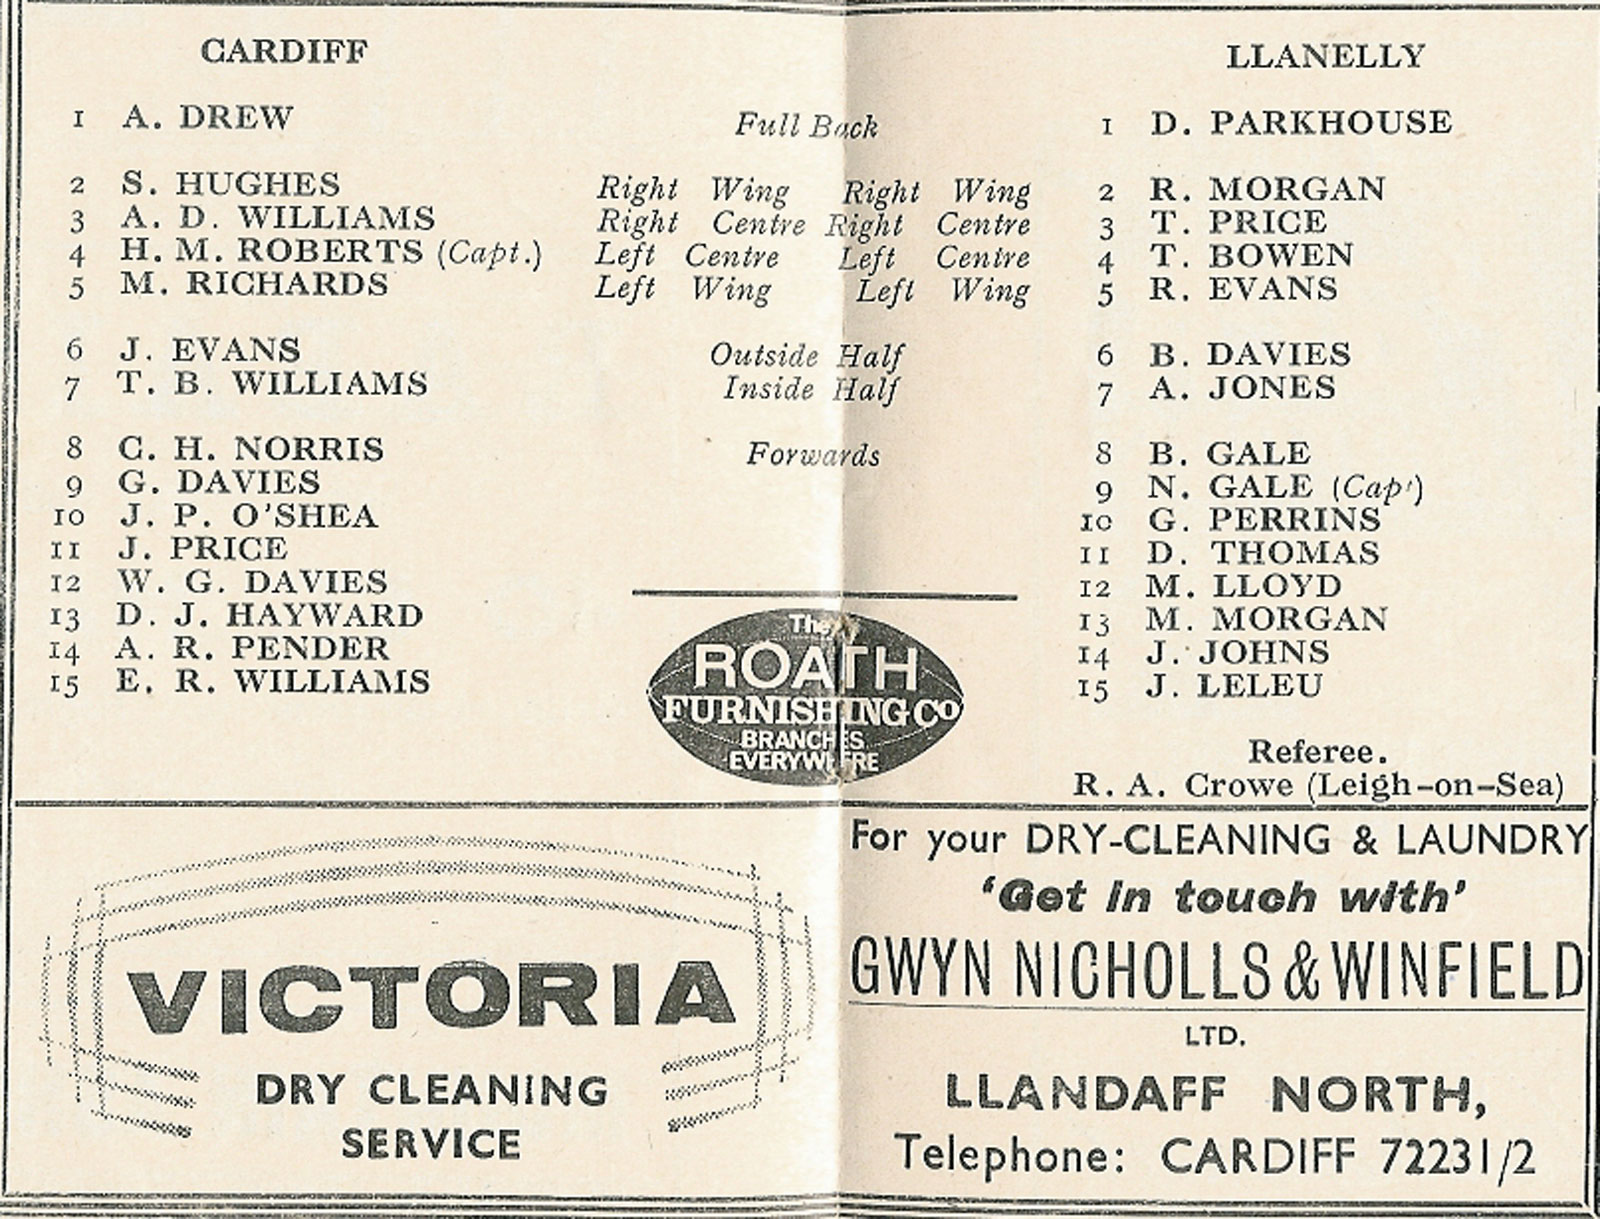 CARDIFF
LLANELLY
1 A. DREW Full Back 1 D. PARKHOUSE
2 S. HUGHES Right Wing Right Wing 2 R. MORGAN
3 A. D. WILLIAMS Right Centre Right Centre 3 T. PRICE
4 H. M. ROBERTS (Capt.) Left Centre Left Centre 4 T. BOWEN
5 M. RICHARDS Left Wing Left Wing 5 R. EVANS
6 J. EVANS Outside Half 6 B. DAVIES
7 T. B. WILLIAMS Inside Half 7 A. JONES
8 C. H. NORRIS Forwards 8 B. GALE
9 G. DAVIES 9 N. GALE (Capt)
10 J. P. O'SHEA 10 G. PERRINS
11 J. PRICE 11 D. THOMAS
12 W. G. DAVIES 12 M. LLOYD
13 D. J. HAYWARD 13 M. MORGAN
14 A. R. PENDER 14 J. JOHNS
15 E. R. WILLIAMS 15 J. LELEU
The
ROATH
FURNISHING CO
BRANCHES
EVERYWHERE
Referee.
R. A. Crowe (Leigh-on-Sea)
VICTORIA
DRY CLEANING
SERVICE
For your DRY-CLEANING & LAUNDRY
'Get in touch with'
GWYN NICHOLLS & WINFIELD
LTD.
LLANDAFF NORTH,
Telephone: CARDIFF 72231/2